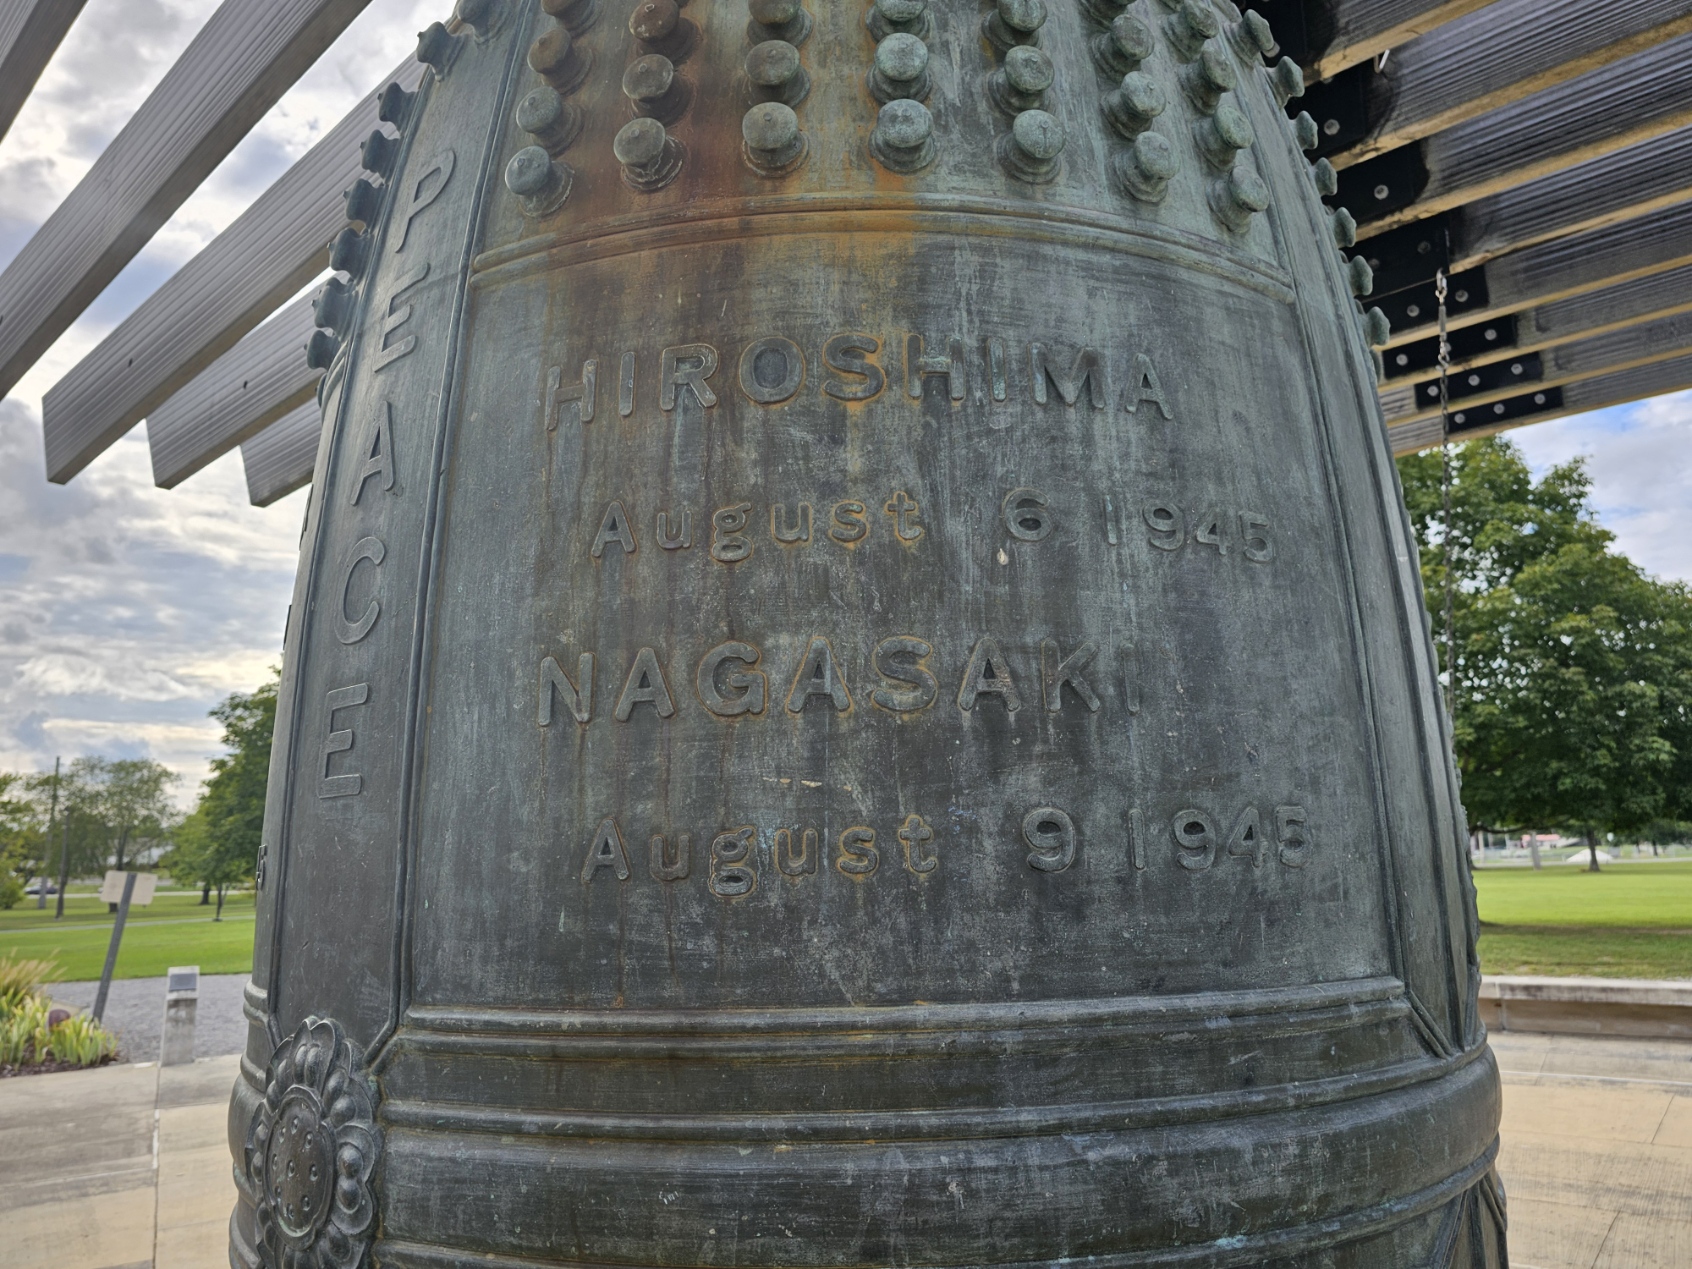 PEACE
HIROSHIMA
August 6 1945
NAGASAKI
August 9 1945